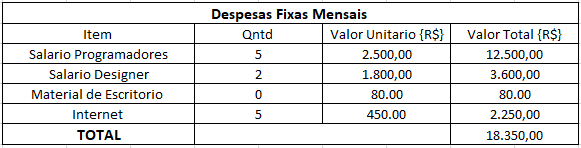 Despesas Fixas Mensais
Item Qntd Valor Unitario {R$} Valor Total {R$}
Salario Programadores 5 2.500,00 12.500,00
Salario Designer 2 1.800,00 3.600,00
Material de Escritorio 0 80.00 80.00
Internet 5 450.00 2.250,00
TOTAL 18.350,00